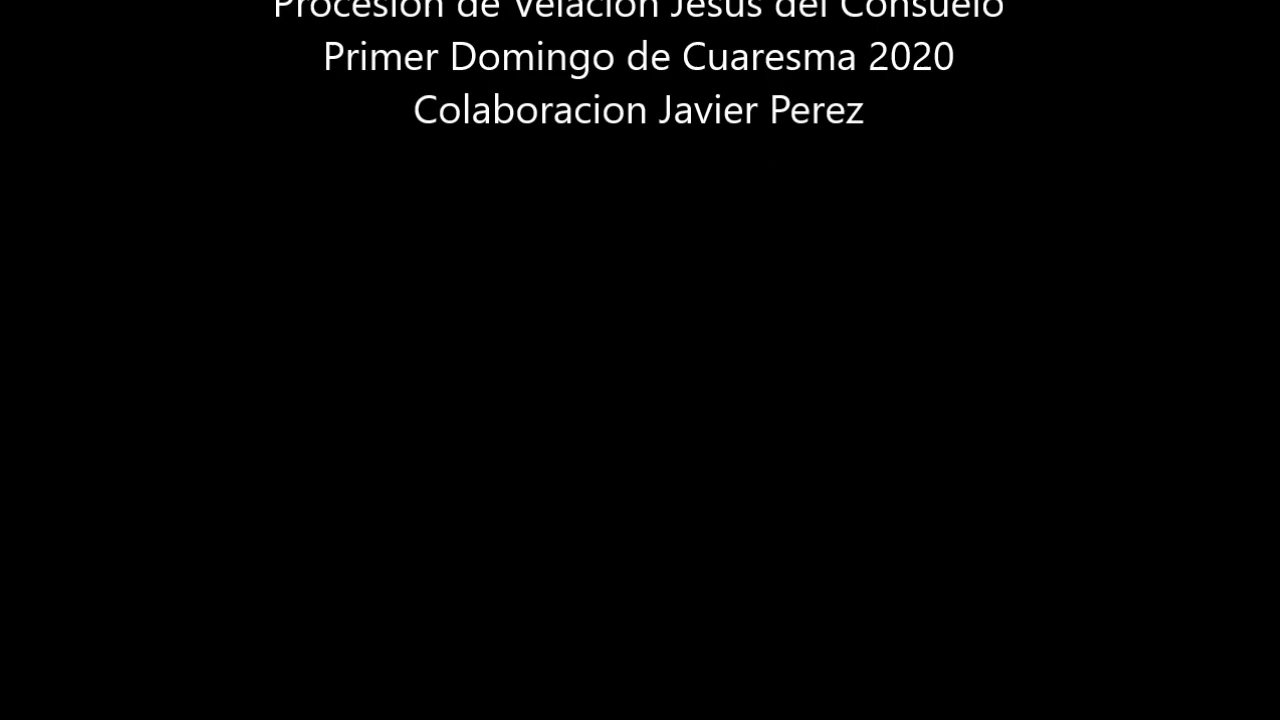 Procesion de Velacion Jesus del Consuelo
Primer Domingo de Cuaresma 2020
Colaboracion Javier Perez